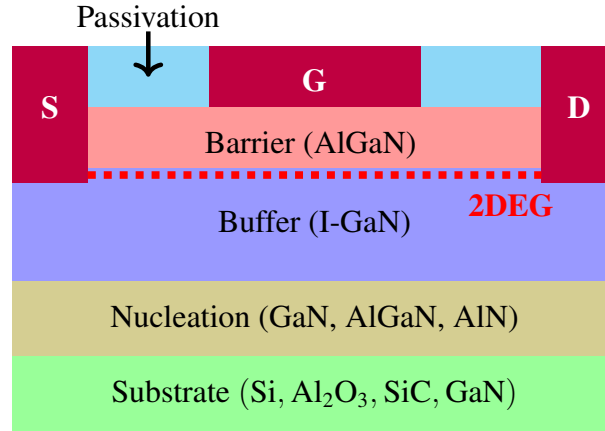 Passivation
S
G
D
Barrier (AlGaN)
2DEG
Buffer (I-GaN)
Nucleation (GaN, AlGaN, AlN)
Substrate (Si, Al₂O₃, SiC, GaN)